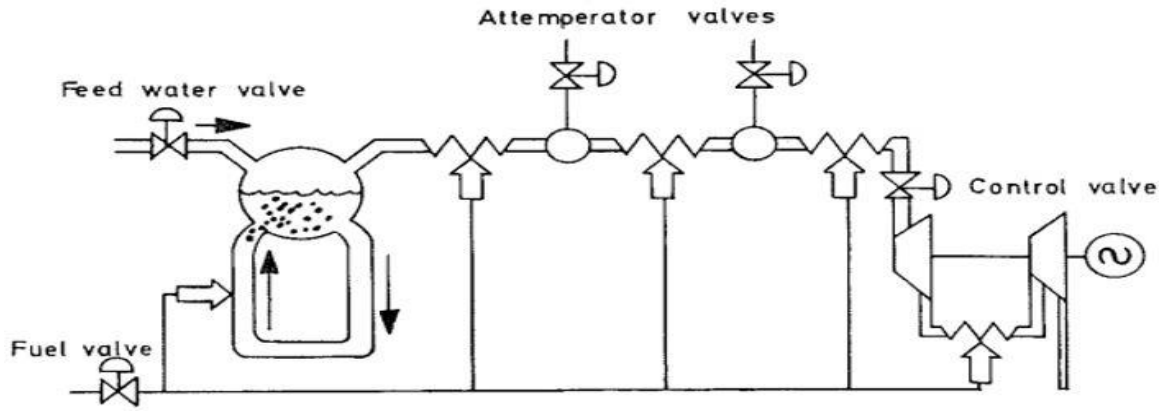 Attemperator valves
Feed water valve
Control valve
Fuel valve